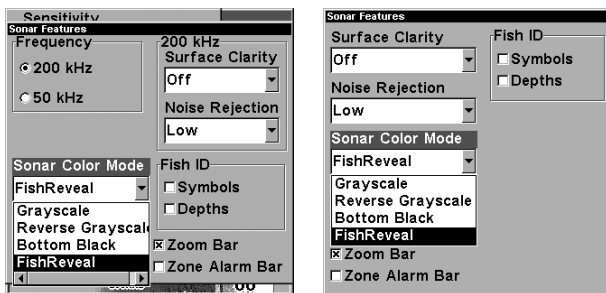 Sensitivity
Sonar Features
Frequency
200 kHz
50 kHz
200 kHz
Surface Clarity
Off
Noise Rejection
Low
Sonar Color Mode
FishReveal
Grayscale
Reverse Grayscal
Bottom Black
FishReveal
Fish ID
Symbols
Depths
Zoom Bar
Zone Alarm Bar
Sonar Features
Surface Clarity
Off
Noise Rejection
Low
Sonar Color Mode
FishReveal
Grayscale
Reverse Grayscale
Bottom Black
FishReveal
Zoom Bar
Zone Alarm Bar
Fish ID
Symbols
Depths